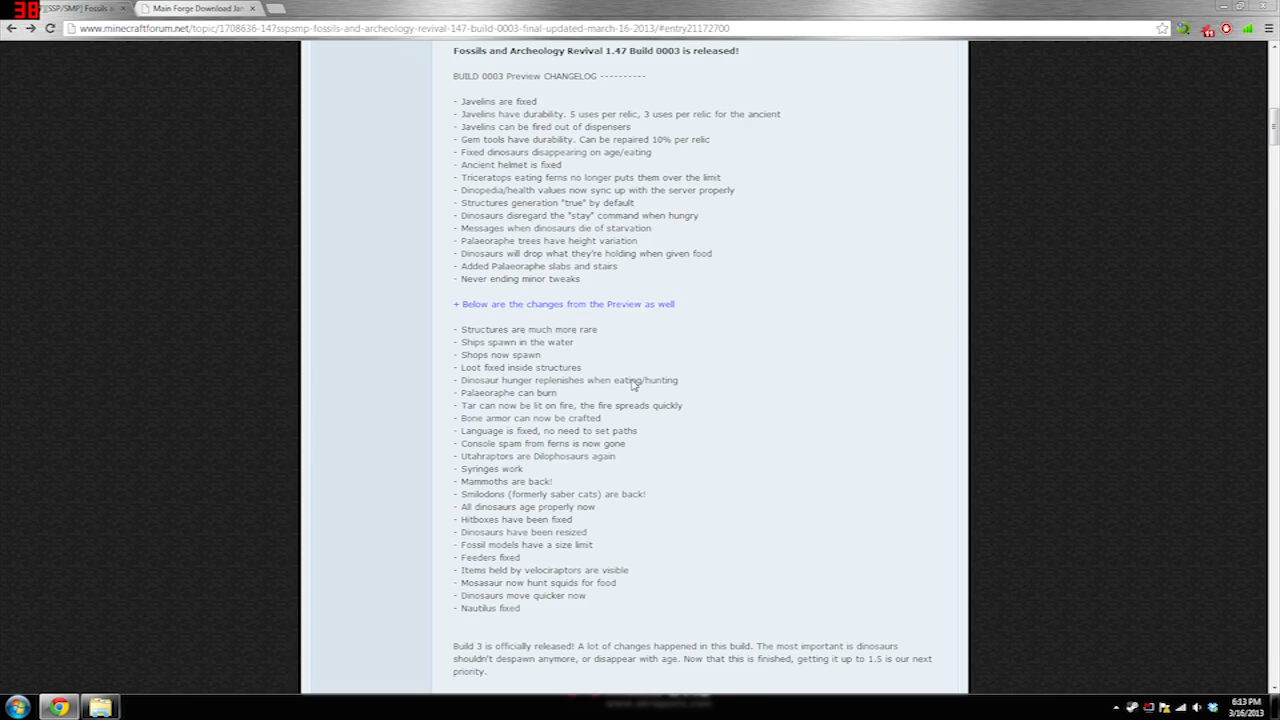 38
][SSP/SMP] Fossils a
Main Forge Download Jan
www.minecraftforum.net/topic/1708636-147sspsmp-fossils-and-archeology-revival-147-build-0003-final-updated-march-16-2013/#entry21172700
Fossils and Archeology Revival 1.47 Build 0003 is released!
BUILD 0003 Preview CHANGELOG ----------
- Javelins are fixed
- Javelins have durability. 5 uses per relic, 3 uses per relic for the ancient
- Javelins can be fired out of dispensers
- Gem tools have durability. Can be repaired 10% per relic
- Fixed dinosaurs disappearing on age/eating
- Ancient helmet is fixed
- Triceratops eating ferns no longer puts them over the limit
- Dinopedia/health values now sync up with the server properly
- Structures generation "true" by default
- Dinosaurs disregard the "stay" command when hungry
- Messages when dinosaurs die of starvation
- Palaeoraphe trees have height variation
- Dinosaurs will drop what they're holding when given food
- Added Palaeoraphe slabs and stairs
- Never ending minor tweaks
+ Below are the changes from the Preview as well
- Structures are much more rare
- Ships spawn in the water
- Shops now spawn
- Loot fixed inside structures
- Dinosaur hunger replenishes when eating/hunting
- Palaeoraphe can burn
- Tar can now be lit on fire, the fire spreads quickly
- Bone armor can now be crafted
- Language is fixed, no need to set paths
- Console spam from ferns is now gone
- Utahraptors are Dilophosaurs again
- Syringes work
- Mammoths are back!
- Smilodons (formerly saber cats) are back!
- All dinosaurs age properly now
- Hitboxes have been fixed
- Dinosaurs have been resized
- Fossil models have a size limit
- Feeders fixed
- Items held by velociraptors are visible
- Mosasaur now hunt squids for food
- Dinosaurs move quicker now
- Nautilus fixed
Build 3 is officially released! A lot of changes happened in this build. The most important is dinosaurs
shouldn't despawn anymore, or disappear with age. Now that this is finished, getting it up to 1.5 is our next
priority.
6:13 PM
3/16/2013